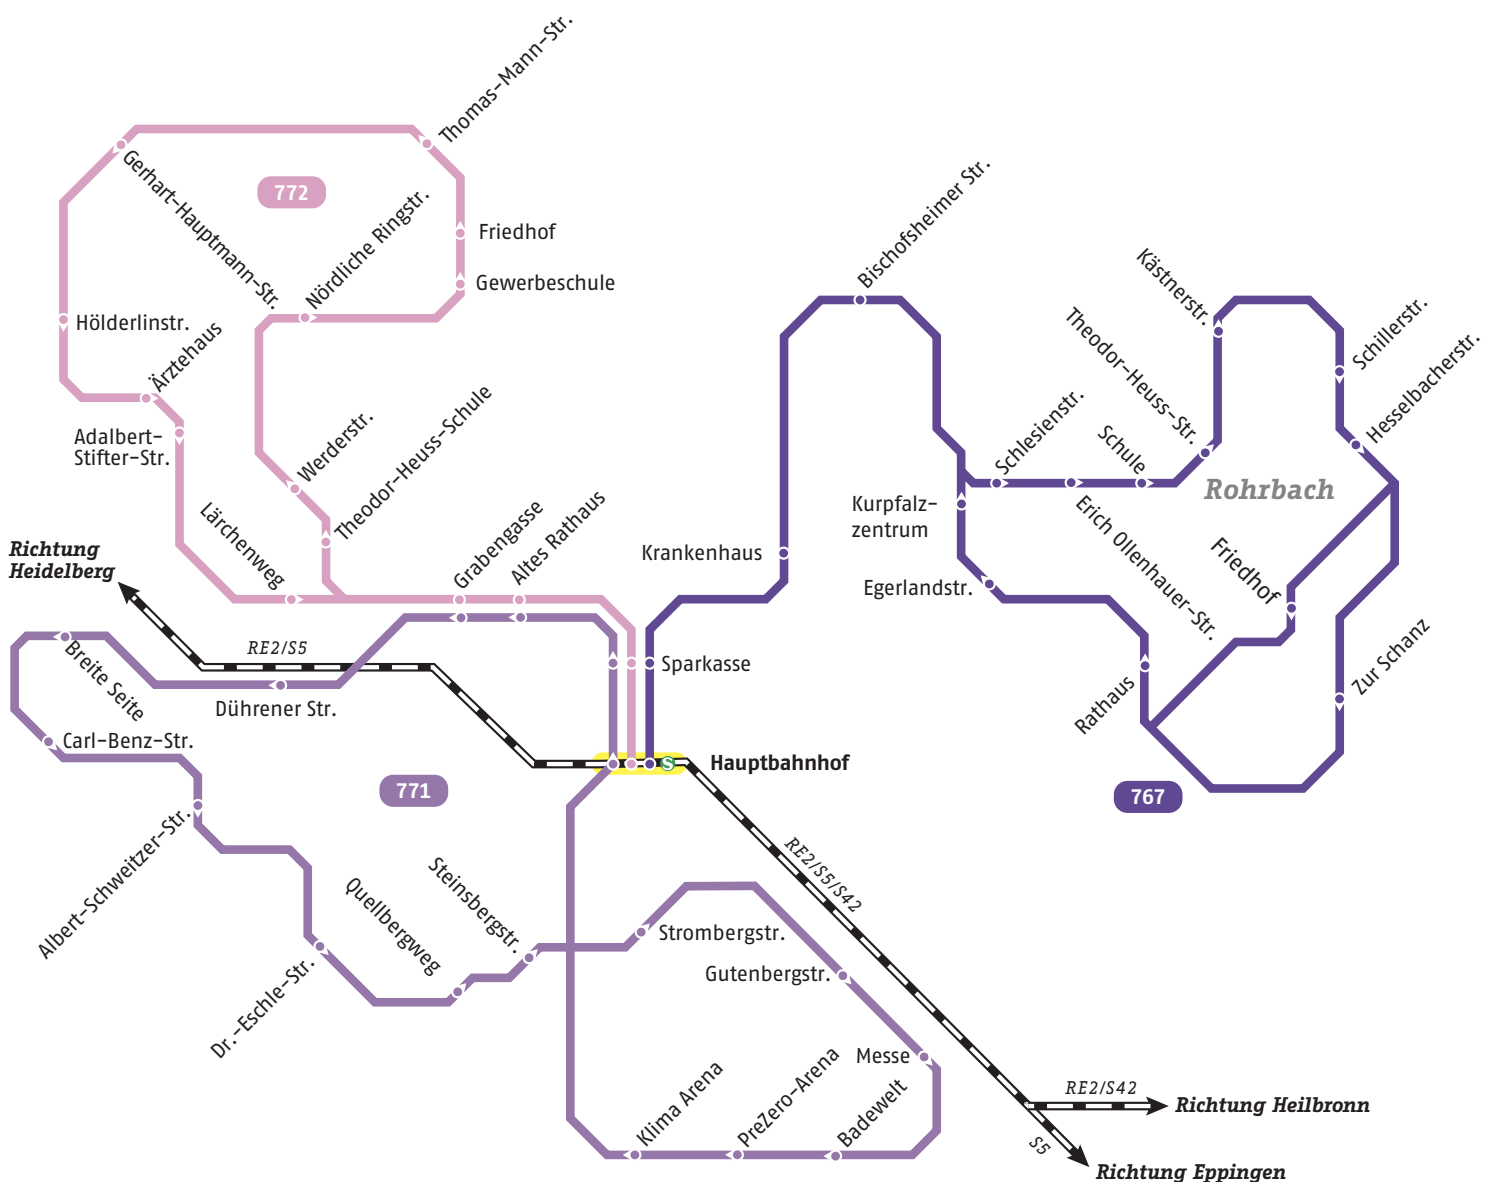 Thomas-Mann-Str.
772
Gerhart-Hauptmann-Str.
Nördliche Ringstr.
Friedhof
Gewerbeschule
Hölderlinstr.
Ärztehaus
Adalbert-
Stifter-Str.
Werderstr.
Theodor-Heuss-Schule
Lärchenweg
Grabengasse
Altes Rathaus
Richtung
Heidelberg
RE2/S5
Breite Seite
Dührener Str.
Carl-Benz-Str.
771
Albert-Schweitzer-Str.
Dr.-Eschle-Str.
Quellbergweg
Steinsbergstr.
Strombergstr.
Gutenbergstr.
Messe
Badewelt
PreZero-Arena
Klima Arena
Sparkasse
S
Hauptbahnhof
Krankenhaus
Bischofsheimer Str.
Kurpfalz-
zentrum
Egerlandstr.
Schlesienstr.
Schule
Erich Ollenhauer-Str.
Theodor-Heuss-Str.
Kästnerstr.
Schillerstr.
Hesselbacherstr.
Rohrbach
Friedhof
Rathaus
Zur Schanz
767
RE2/S5/S42
RE2/S42
Richtung Heilbronn
S5
Richtung Eppingen